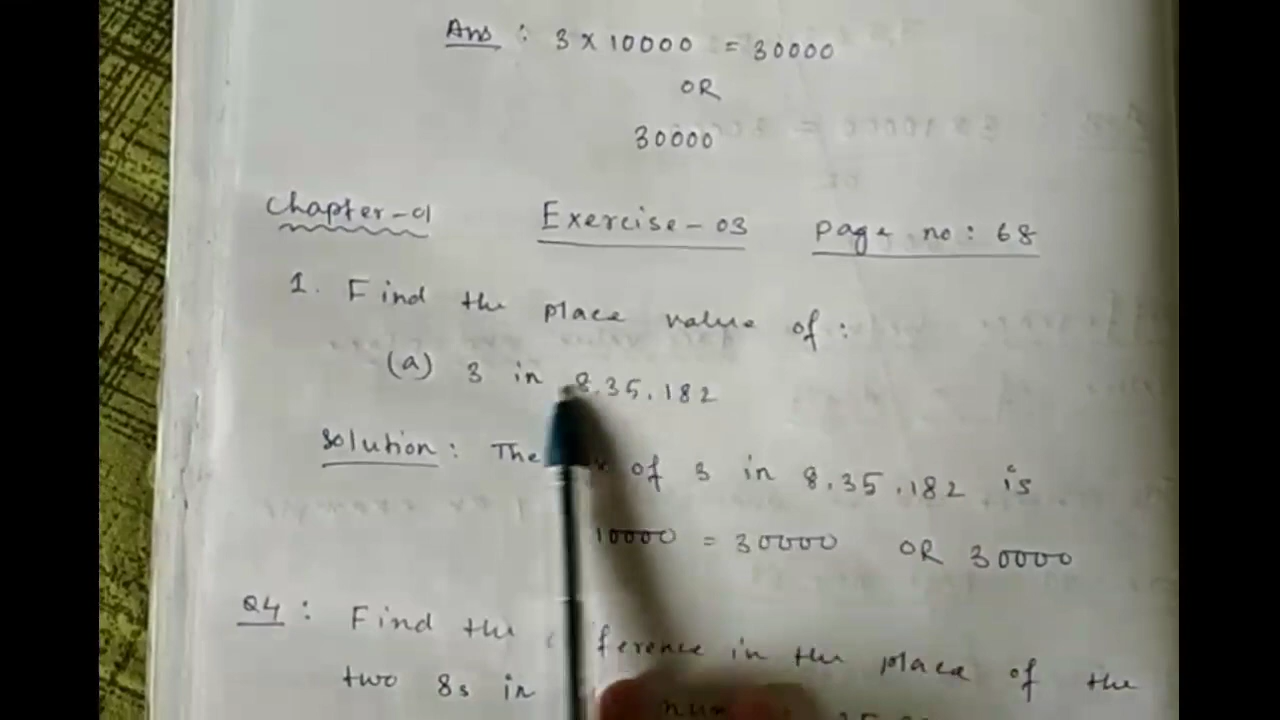 Ans : 3 x 10000 = 30000
OR
30000
Chapter-01 Exercise-03 page no: 68
1. Find the place value of :
(a) 3 in 8,35,182
Solution: The of 3 in 8,35,182 is
10000 = 30000 OR 30000
Q4 : Find the in the place of the
two 8s in